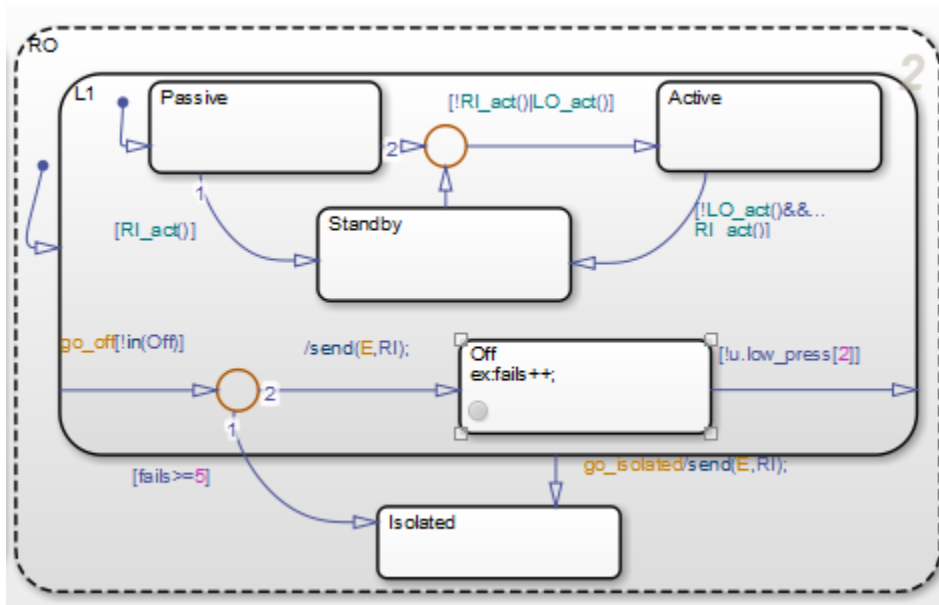 RO
2
L1
Passive
[!RI_act()|LO_act()]
Active
2
1
[RI_act()]
Standby
[!LO_act()&&...
RI_act()]
go_off[!in(Off)]
/send(E,RI);
Off
ex:fails++;
[!u.low_press[2]]
2
1
[fails>=5]
go_isolated/send(E,RI);
Isolated